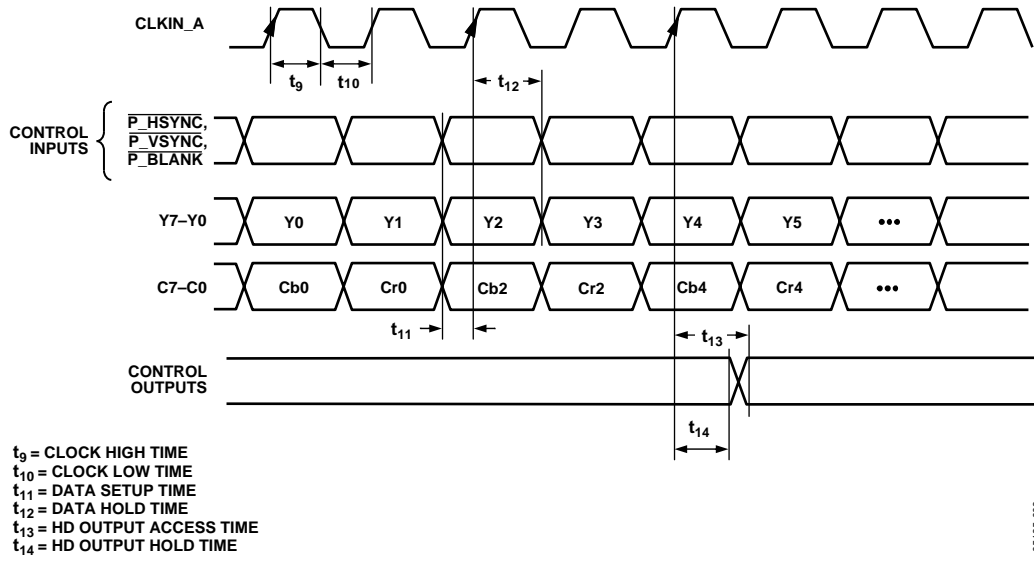 CLKIN_A
t9
t10
t12
CONTROL INPUTS
P_HSYNC,
P_VSYNC,
P_BLANK
Y7–Y0 Y0 Y1 Y2 Y3 Y4 Y5 •••
C7–C0 Cb0 Cr0 Cb2 Cr2 Cb4 Cr4 •••
t11
t13
CONTROL
OUTPUTS
t14
t9 = CLOCK HIGH TIME
t10 = CLOCK LOW TIME
t11 = DATA SETUP TIME
t12 = DATA HOLD TIME
t13 = HD OUTPUT ACCESS TIME
t14 = HD OUTPUT HOLD TIME